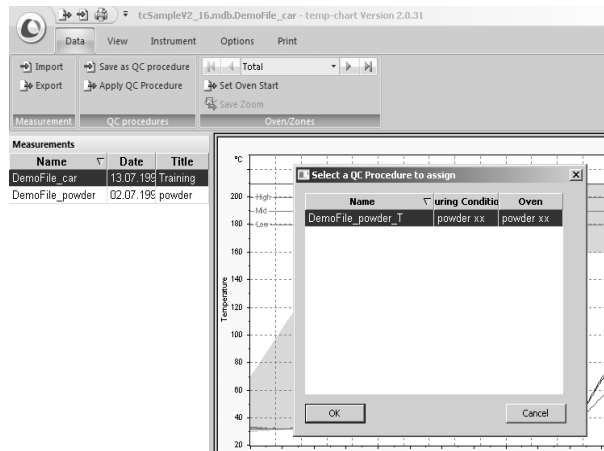 tcSampleV2_16.mdb.DemoFile_car - temp-chart Version 2.0.31
Data View Instrument Options Print
Import Save as QC procedure Total
Export Apply QC Procedure Set Oven Start
Save Zoom
Measurement QC procedures Oven/Zones
Measurements
Name Date Title
DemoFile_car 13.07.199 Training
DemoFile_powder 02.07.199 powder
°C
200
180
160
140
120
100
80
60
40
20
High
Mid
Low
Temperature
Select a QC Procedure to assign
Name uring Conditio Oven
DemoFile_powder_T powder xx powder xx
OK Cancel